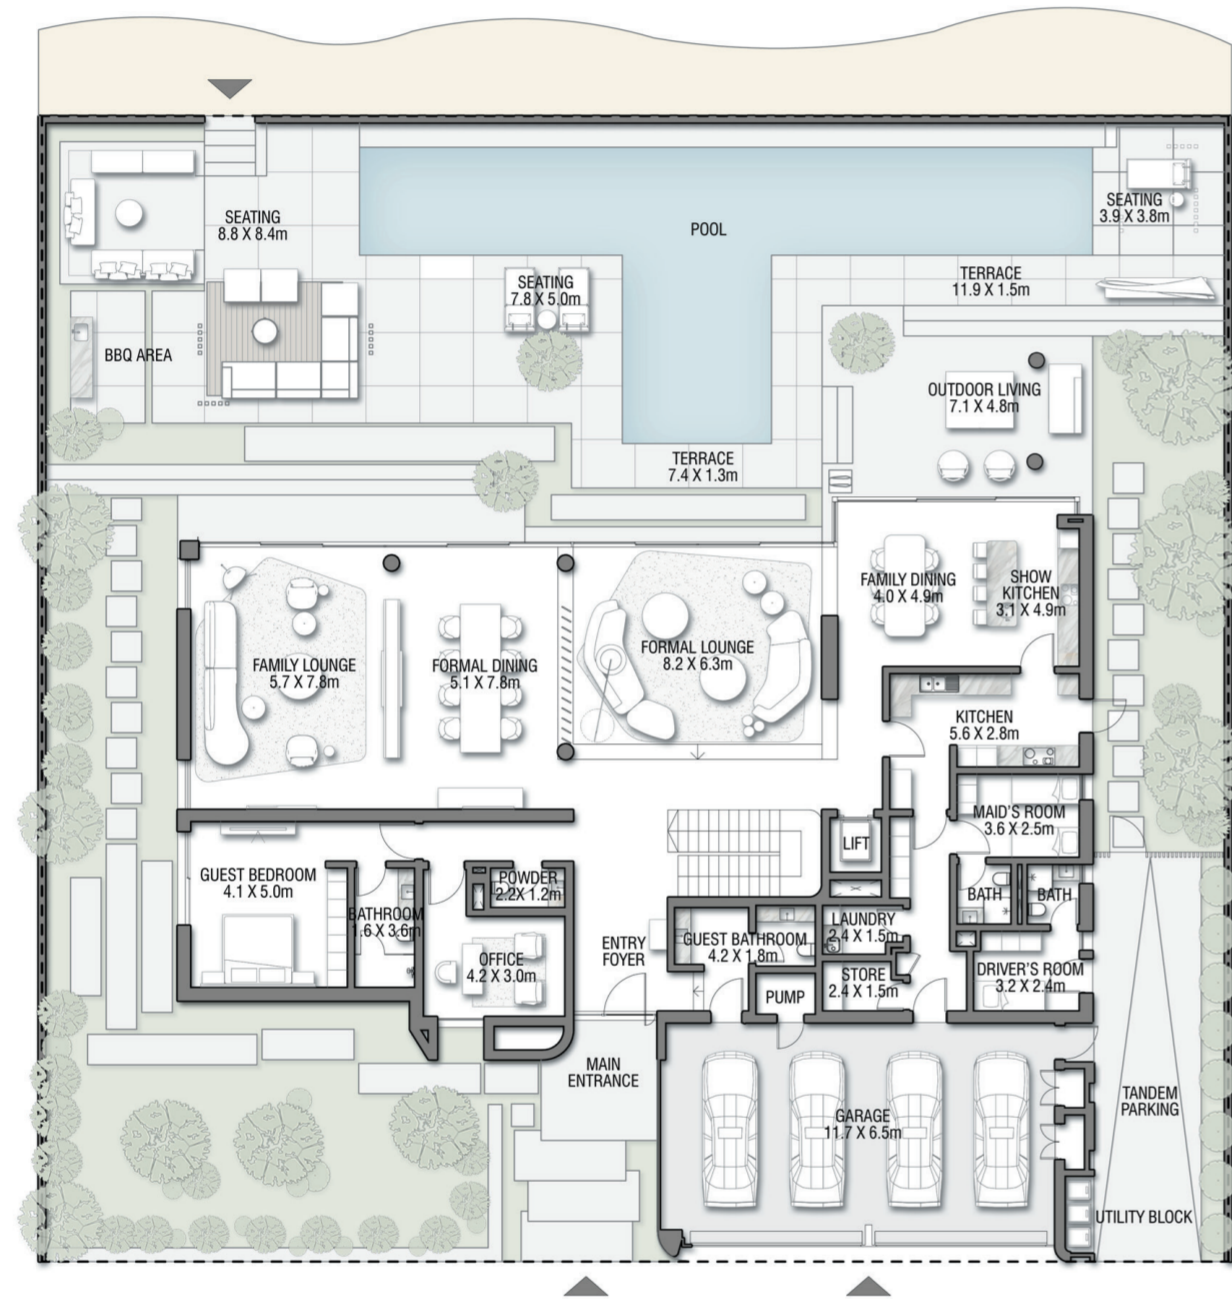 SEATING
8.8 X 8.4m
POOL
SEATING
3.9 X 3.8m
SEATING
7.8 X 5.0m
TERRACE
11.9 X 1.5m
BBQ AREA
OUTDOOR LIVING
7.1 X 4.8m
TERRACE
7.4 X 1.3m
FAMILY DINING
4.0 X 4.9m
SHOW
KITCHEN
3.1 X 4.9m
FAMILY LOUNGE
5.7 X 7.8m
FORMAL DINING
5.1 X 7.8m
FORMAL LOUNGE
8.2 X 6.3m
KITCHEN
5.6 X 2.8m
MAID'S ROOM
3.6 X 2.5m
LIFT
GUEST BEDROOM
4.1 X 5.0m
POWDER
2.2X 1.2m
BATH
BATH
BATHROOM
1.6 X 3.6m
LAUNDRY
2.4 X 1.5m
ENTRY
FOYER
GUEST BATHROOM
4.2 X 1.8m
OFFICE
4.2 X 3.0m
STORE
2.4 X 1.5m
DRIVER'S ROOM
3.2 X 2.4m
PUMP
MAIN
ENTRANCE
GARAGE
11.7 X 6.5m
TANDEM
PARKING
UTILITY BLOCK